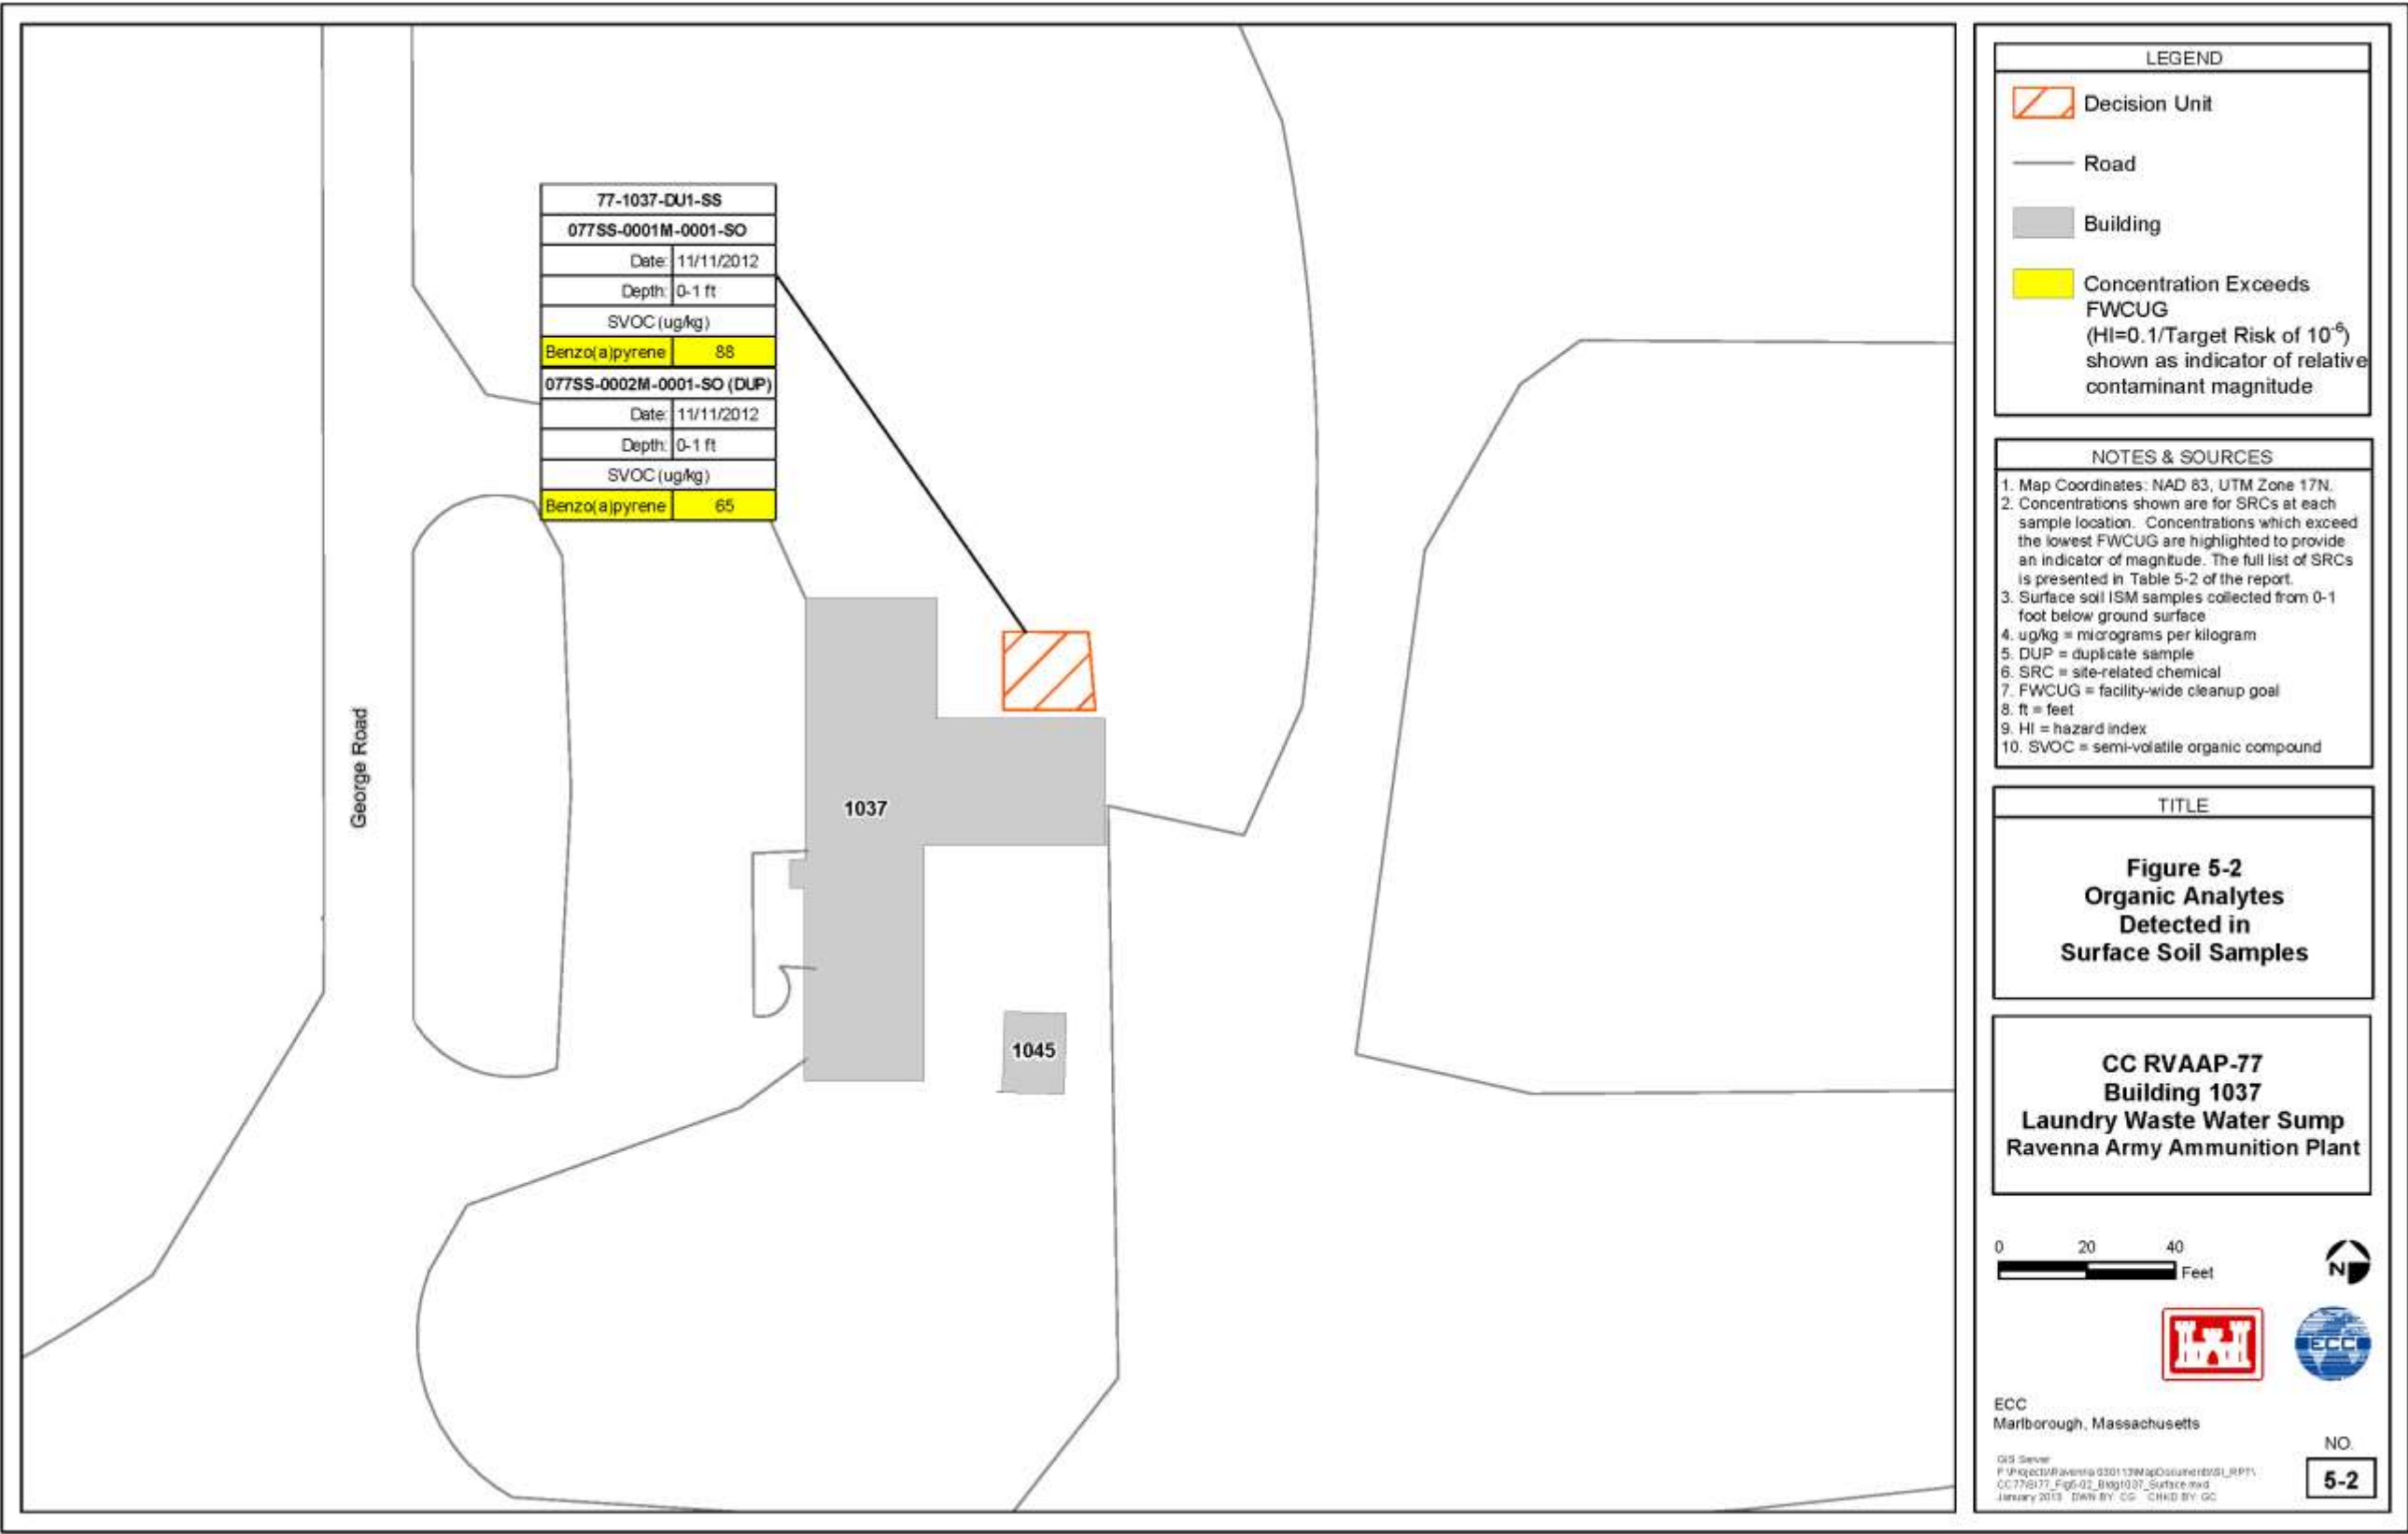 77-1037-DU1-SS
077SS-0001M-0001-SO
Date: 11/11/2012
Depth: 0-1 ft
SVOC (ug/kg)
Benzo(a)pyrene 88
077SS-0002M-0001-SO (DUP)
Date: 11/11/2012
Depth: 0-1 ft
SVOC (ug/kg)
Benzo(a)pyrene 65
George Road
1037
1045
LEGEND
Decision Unit
Road
Building
Concentration Exceeds
FWCUG
(HI=0.1/Target Risk of 10⁻⁶)
shown as indicator of relative
contaminant magnitude
NOTES & SOURCES
1. Map Coordinates: NAD 83, UTM Zone 17N.
2. Concentrations shown are for SRCs at each
sample location. Concentrations which exceed
the lowest FWCUG are highlighted to provide
an indicator of magnitude. The full list of SRCs
is presented in Table 5-2 of the report.
3. Surface soil ISM samples collected from 0-1
foot below ground surface
4. ug/kg = micrograms per kilogram
5. DUP = duplicate sample
6. SRC = site-related chemical
7. FWCUG = facility-wide cleanup goal
8. ft = feet
9. HI = hazard index
10. SVOC = semi-volatile organic compound
TITLE
Figure 5-2
Organic Analytes
Detected in
Surface Soil Samples
CC RVAAP-77
Building 1037
Laundry Waste Water Sump
Ravenna Army Ammunition Plant
0 20 40
Feet
N
ECC
ECC
Marlborough, Massachusetts
NO.
5-2
GIS Server
January 2013 DWN BY: CG CHKD BY: GC